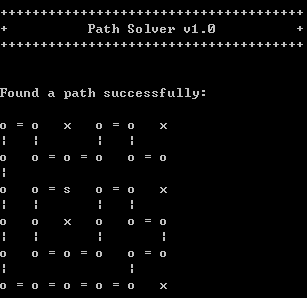 ++++++++++++++++++++++++++++++++++++++
+          Path Solver v1.0          +
++++++++++++++++++++++++++++++++++++++
Found a path successfully:
o = o   x   o = o   x
¦   ¦       ¦   ¦
o   o = o = o   o = o
¦
o   o = s   o = o   x
    ¦       ¦   ¦
o   o   x   o   o = o
¦   ¦               ¦
o   o = o = o = o   o
¦               ¦
o = o = o = o = o   x